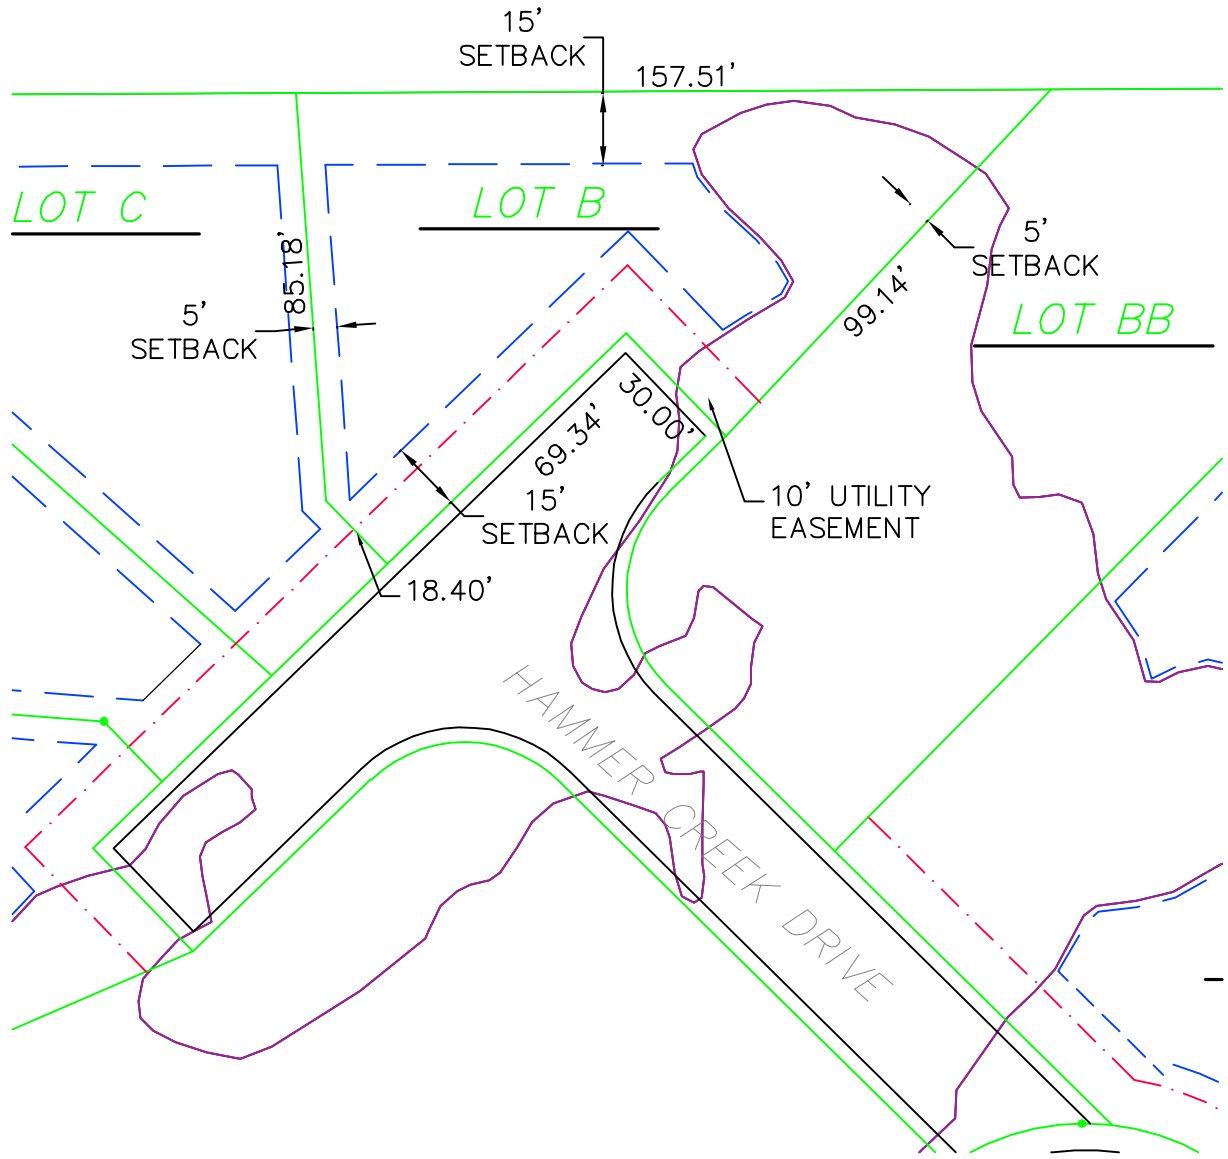 15'
SETBACK
157.51'
LOT C
LOT B
85.18'
5'
SETBACK
5'
SETBACK
99.14'
LOT BB
30.00'
69.34'
15'
SETBACK
10' UTILITY
EASEMENT
18.40'
HAMMER CREEK DRIVE